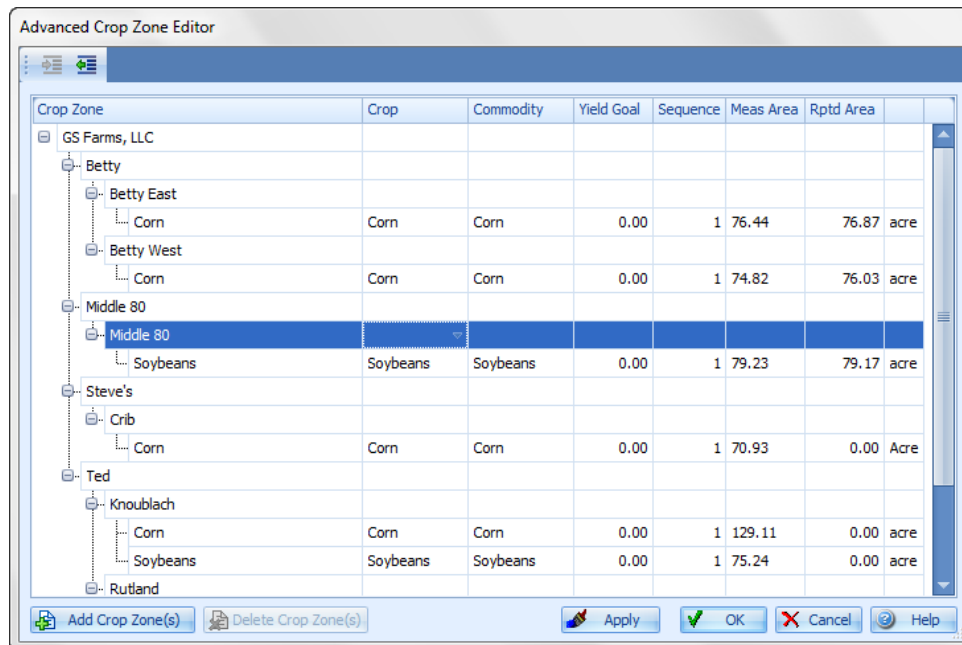 Advanced Crop Zone Editor
Crop Zone Crop Commodity Yield Goal Sequence Meas Area Rptd Area
GS Farms, LLC
Betty
Betty East
Corn Corn Corn 0.00 1 76.44 76.87 acre
Betty West
Corn Corn Corn 0.00 1 74.82 76.03 acre
Middle 80
Middle 80
Soybeans Soybeans Soybeans 0.00 1 79.23 79.17 acre
Steve's
Crib
Corn Corn Corn 0.00 1 70.93 0.00 Acre
Ted
Knoublach
Corn Corn Corn 0.00 1 129.11 0.00 acre
Soybeans Soybeans Soybeans 0.00 1 75.24 0.00 acre
Rutland
Add Crop Zone(s) Delete Crop Zone(s) Apply OK Cancel Help